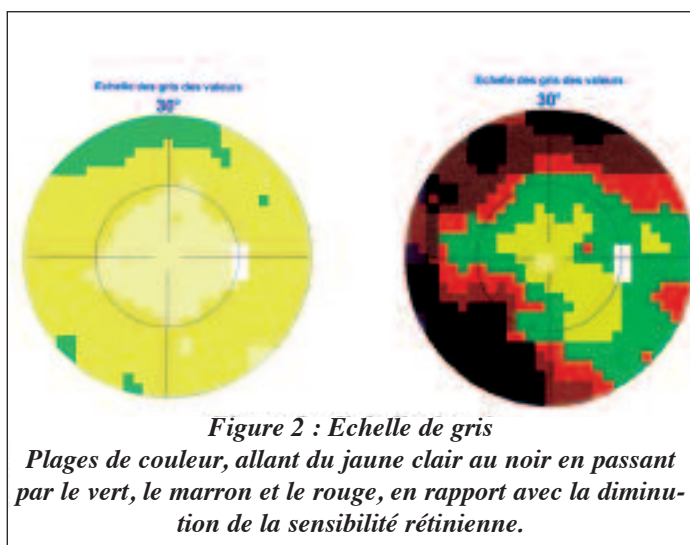 Echelle des gris des valeurs
30°
Echelle des gris des valeurs
30°
Figure 2 : Echelle de gris
Plages de couleur, allant du jaune clair au noir en passant
par le vert, le marron et le rouge, en rapport avec la diminu-
tion de la sensibilité rétinienne.